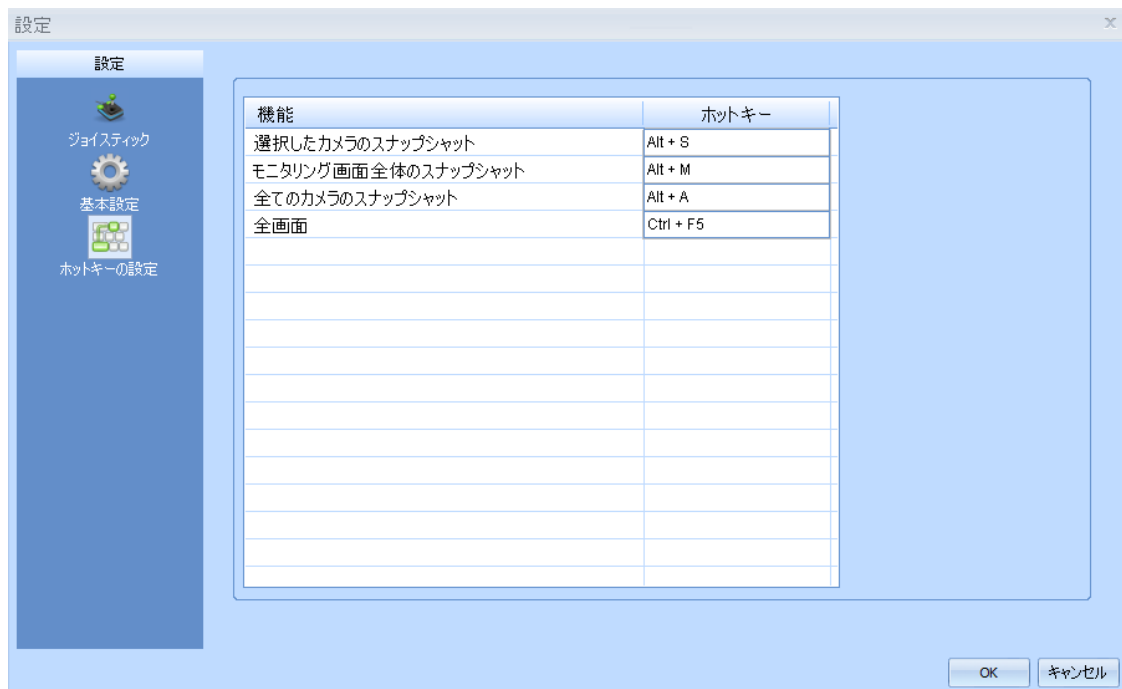 設定
設定
ジョイスティック
基本設定
ホットキーの設定
機能 ホットキー
選択したカメラのスナップシャット Alt + S
モニタリング画面全体のスナップシャット Alt + M
全てのカメラのスナップシャット Alt + A
全画面 Ctrl + F5
OK キャンセル